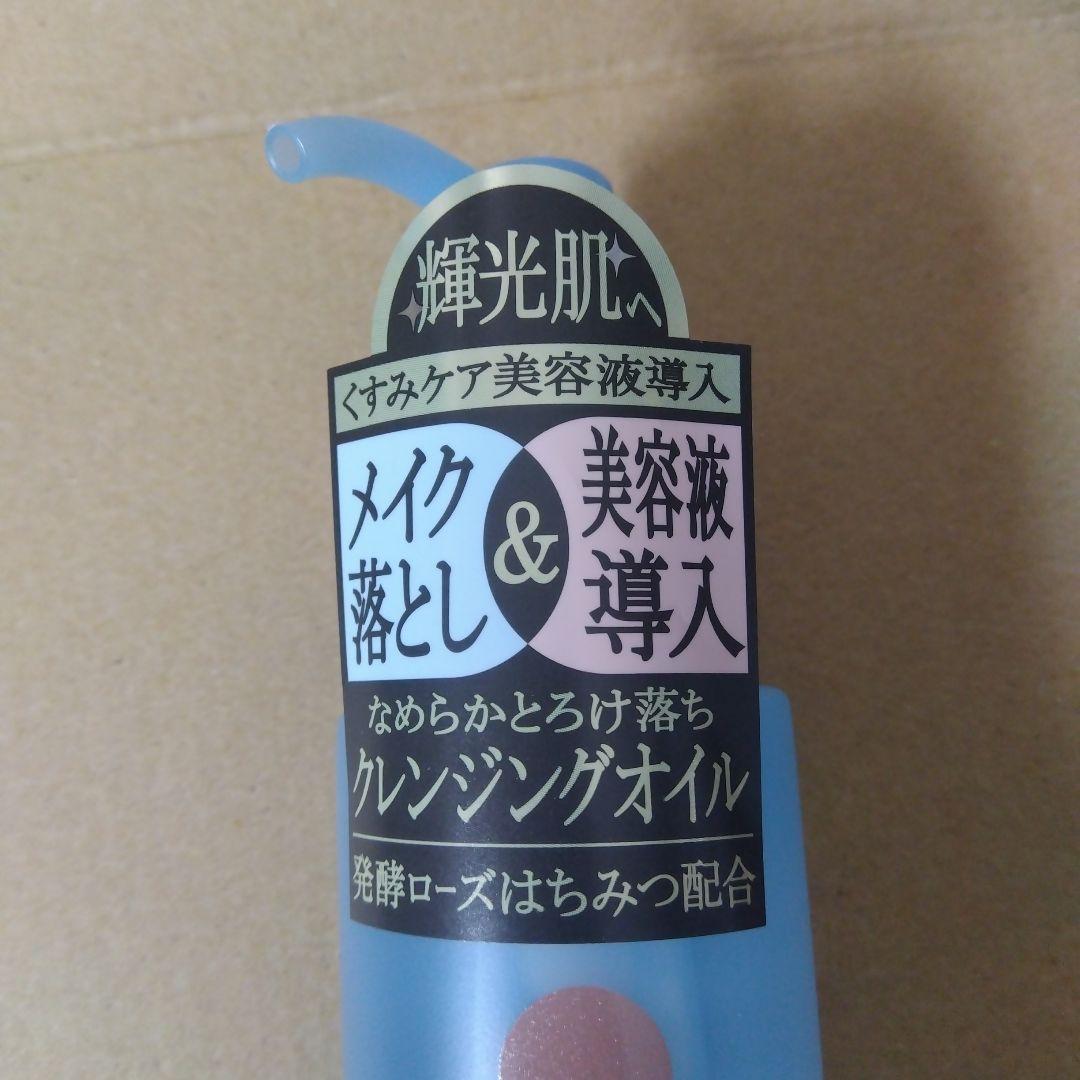 輝光肌へ
くすみケア美容液導入
メイク
落とし
&
美容液
導入
なめらかとろけ落ち
クレンジングオイル
発酵ローズはちみつ配合